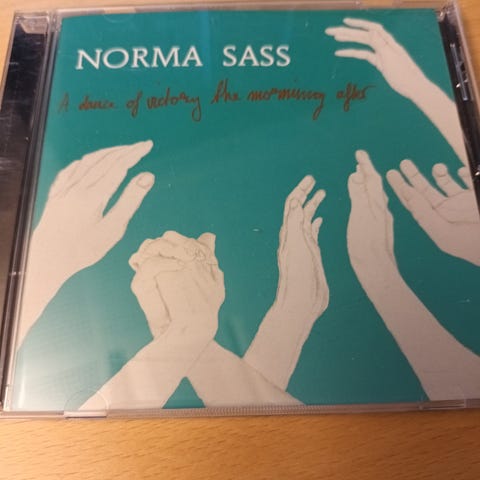 NORMA SASS
A dance of victory the morning after